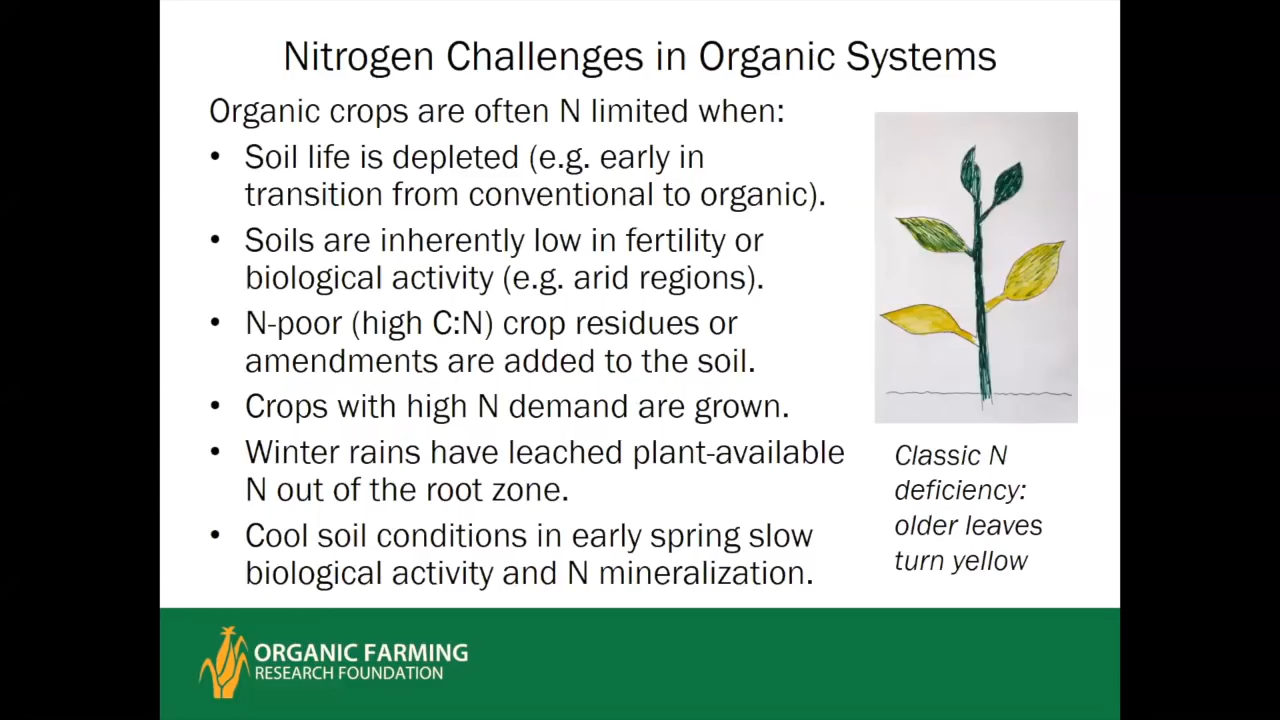 Nitrogen Challenges in Organic Systems
Organic crops are often N limited when:
• Soil life is depleted (e.g. early in
transition from conventional to organic).
• Soils are inherently low in fertility or
biological activity (e.g. arid regions).
• N-poor (high C:N) crop residues or
amendments are added to the soil.
• Crops with high N demand are grown.
• Winter rains have leached plant-available
N out of the root zone.
• Cool soil conditions in early spring slow
biological activity and N mineralization.
Classic N
deficiency:
older leaves
turn yellow
ORGANIC FARMING
RESEARCH FOUNDATION